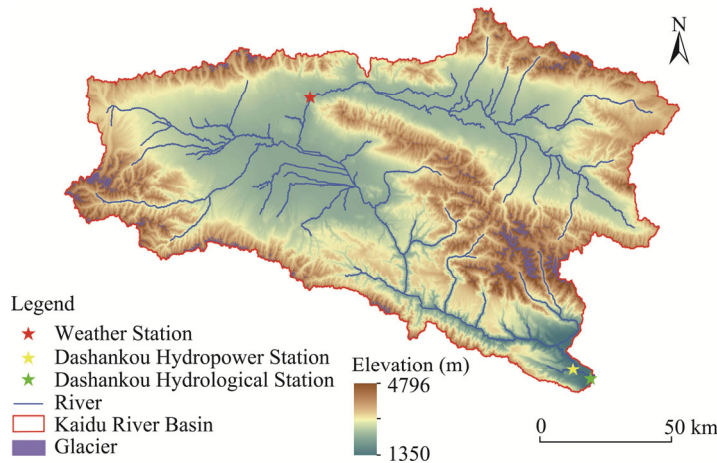 N
Legend
Weather Station
Dashankou Hydropower Station
Dashankou Hydrological Station
River
Kaidu River Basin
Glacier
Elevation (m)
4796
1350
0 50 km